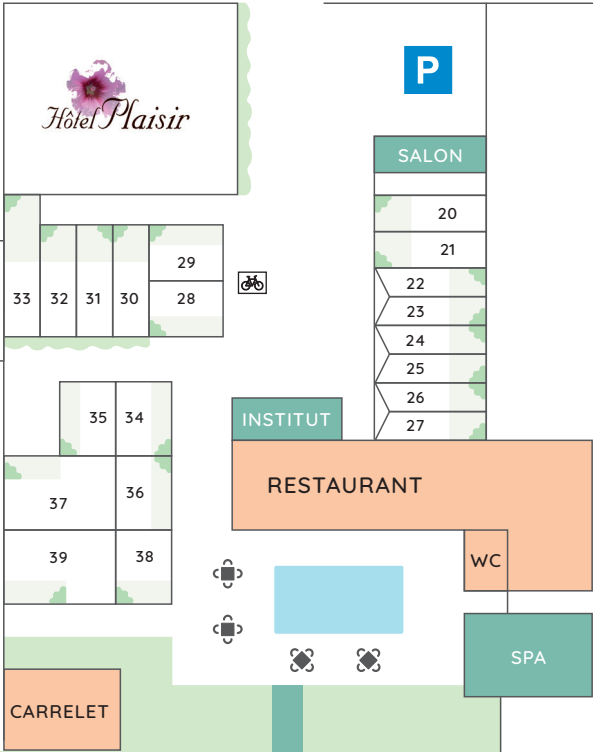 P
Hôtel Plaisir
SALON
20
21
22
23
24
25
26
27
29
28
33
32
31
30
35
34
37
36
39
38
INSTITUT
RESTAURANT
WC
SPA
CARRELET